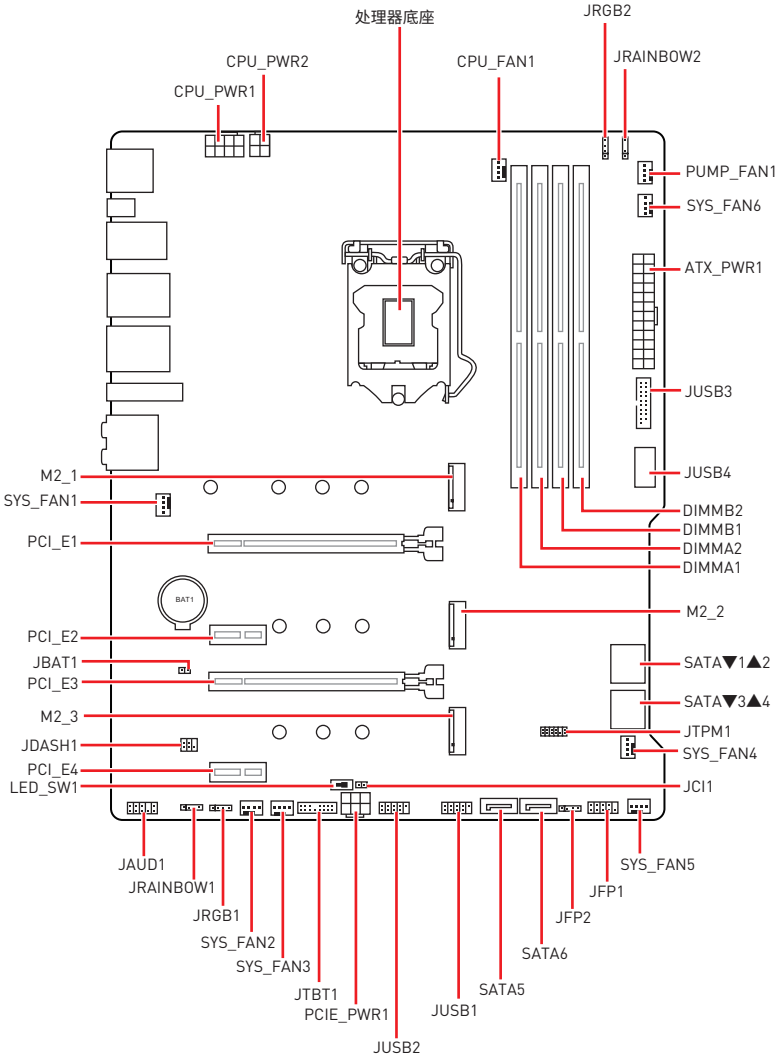 处理器底座
JRGB2
CPU_PWR2
CPU_FAN1
JRAINBOW2
CPU_PWR1
PUMP_FAN1
SYS_FAN6
ATX_PWR1
JUSB3
M2_1
JUSB4
SYS_FAN1
DIMMB2
DIMMB1
PCI_E1
DIMMA2
DIMMA1
BAT1
M2_2
PCI_E2
JBAT1
SATA▼1▲2
PCI_E3
SATA▼3▲4
M2_3
JTPM1
JDASH1
SYS_FAN4
PCI_E4
LED_SW1
JCI1
JAUD1
SYS_FAN5
JRAINBOW1
JFP1
JRGB1
JFP2
SYS_FAN2
SATA6
SYS_FAN3
SATA5
JTBT1
JUSB1
PCIE_PWR1
JUSB2